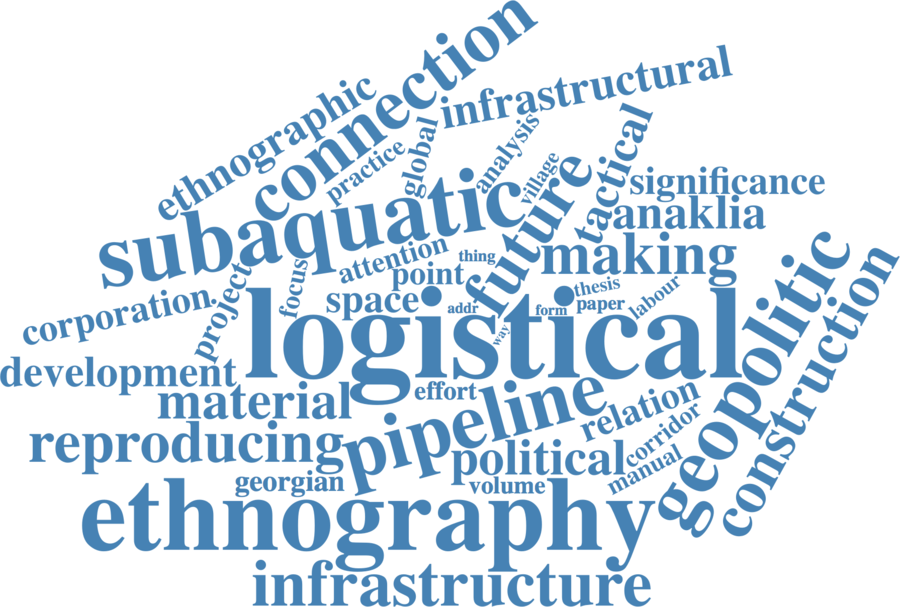 connection
infrastructural
ethnographic
practice
global
analysis
village
tactical
significance
subaquatic
future
anaklia
attention
thing
making
geopolitic
construction
project
focus
point
space
corporation
addr
form
thesis
paper
labour
way
logistical
development
material
effort
pipeline
relation
reproducing
political
corridor
manual
georgian
volume
ethnography
infrastructure